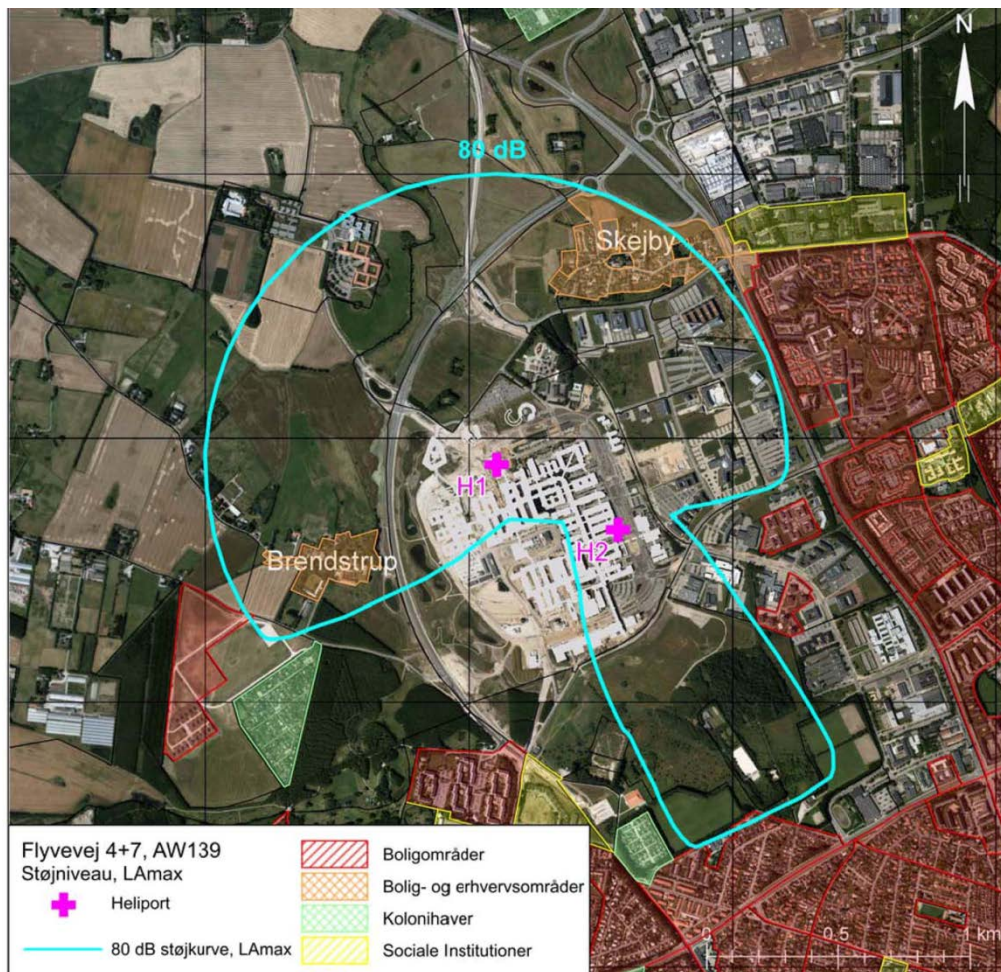 N
80 dB
Skejby
H1
H2
Brendstrup
Flyvevej 4+7, AW139
Støjniveau, LAmax
Heliport
80 dB støjkurve, LAmax
Boligområder
Bolig- og erhvervsområder
Kolonihaver
Sociale Institutioner
0 0.5 1 km